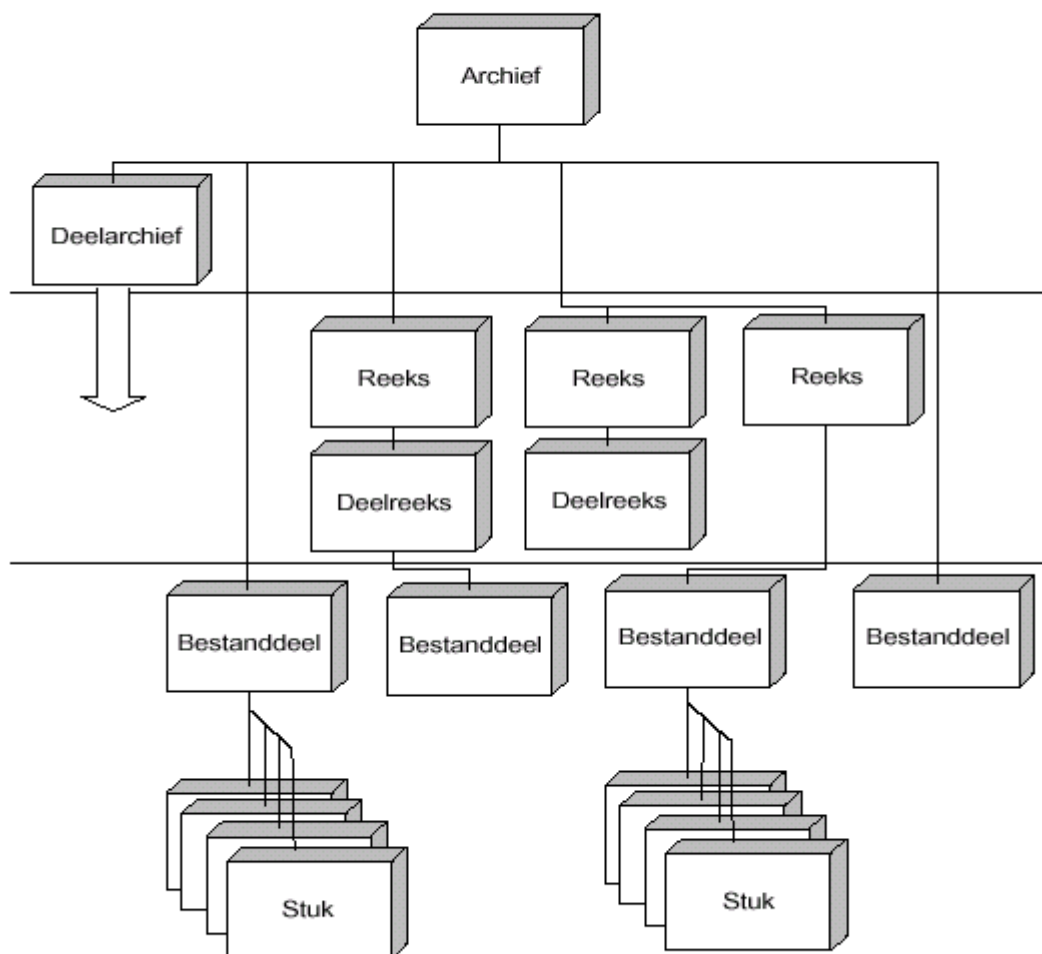 Archief
Deelarchief
Reeks
Reeks
Reeks
Deelreeks
Deelreeks
Bestanddeel
Bestanddeel
Bestanddeel
Bestanddeel
Stuk
Stuk